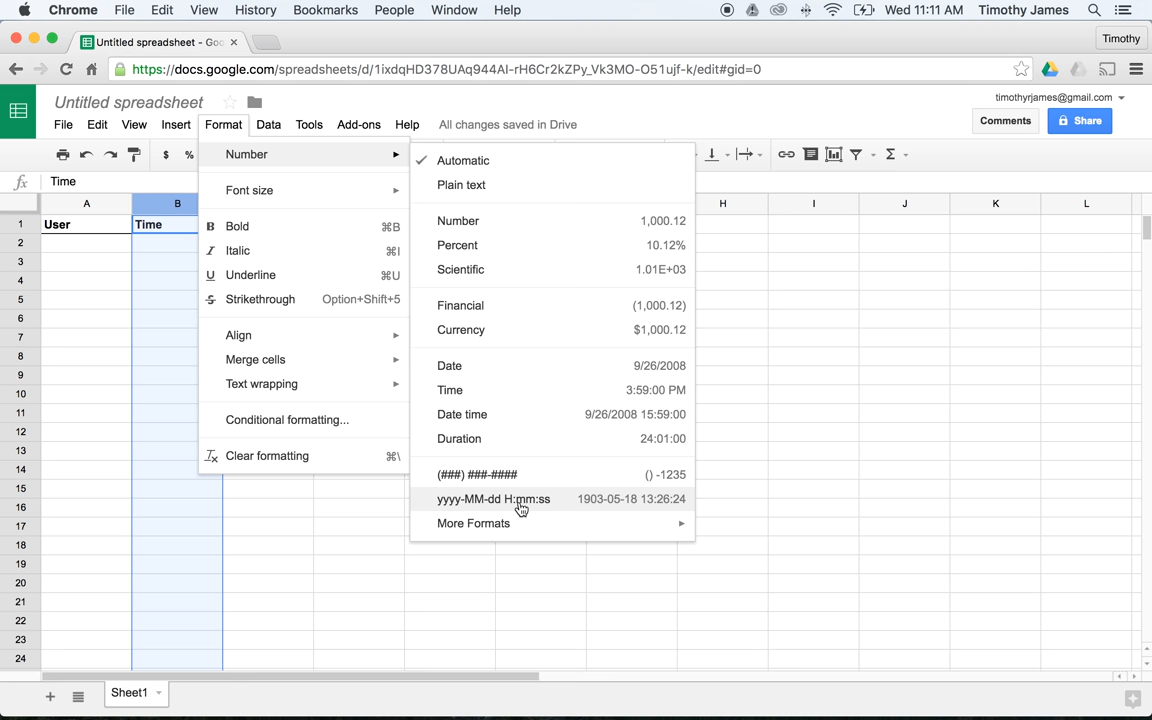 Chrome File Edit View History Bookmarks People Window Help Wed 11:11 AM Timothy James
Untitled spreadsheet - Goo Timothy
https://docs.google.com/spreadsheets/d/1ixdqHD378UAq944AI-rH6Cr2kZPy_Vk3MO-O51ujf-k/edit#gid=0
Untitled spreadsheet timothyrjames@gmail.com
File Edit View Insert Format Data Tools Add-ons Help All changes saved in Drive Comments Share
$ % Σ
fx Time
A B H I J K L
1 User Time
2
3
4
5
6
7
8
9
10
11
12
13
14
15
16
17
18
19
20
21
22
23
24
Number
Font size
B Bold ⌘B
I Italic ⌘I
U Underline ⌘U
S Strikethrough Option+Shift+5
Align
Merge cells
Text wrapping
Conditional formatting...
Clear formatting ⌘\
Automatic
Plain text
Number 1,000.12
Percent 10.12%
Scientific 1.01E+03
Financial (1,000.12)
Currency $1,000.12
Date 9/26/2008
Time 3:59:00 PM
Date time 9/26/2008 15:59:00
Duration 24:01:00
(###) ###-#### () -1235
yyyy-MM-dd H:mm:ss 1903-05-18 13:26:24
More Formats
+ Sheet1